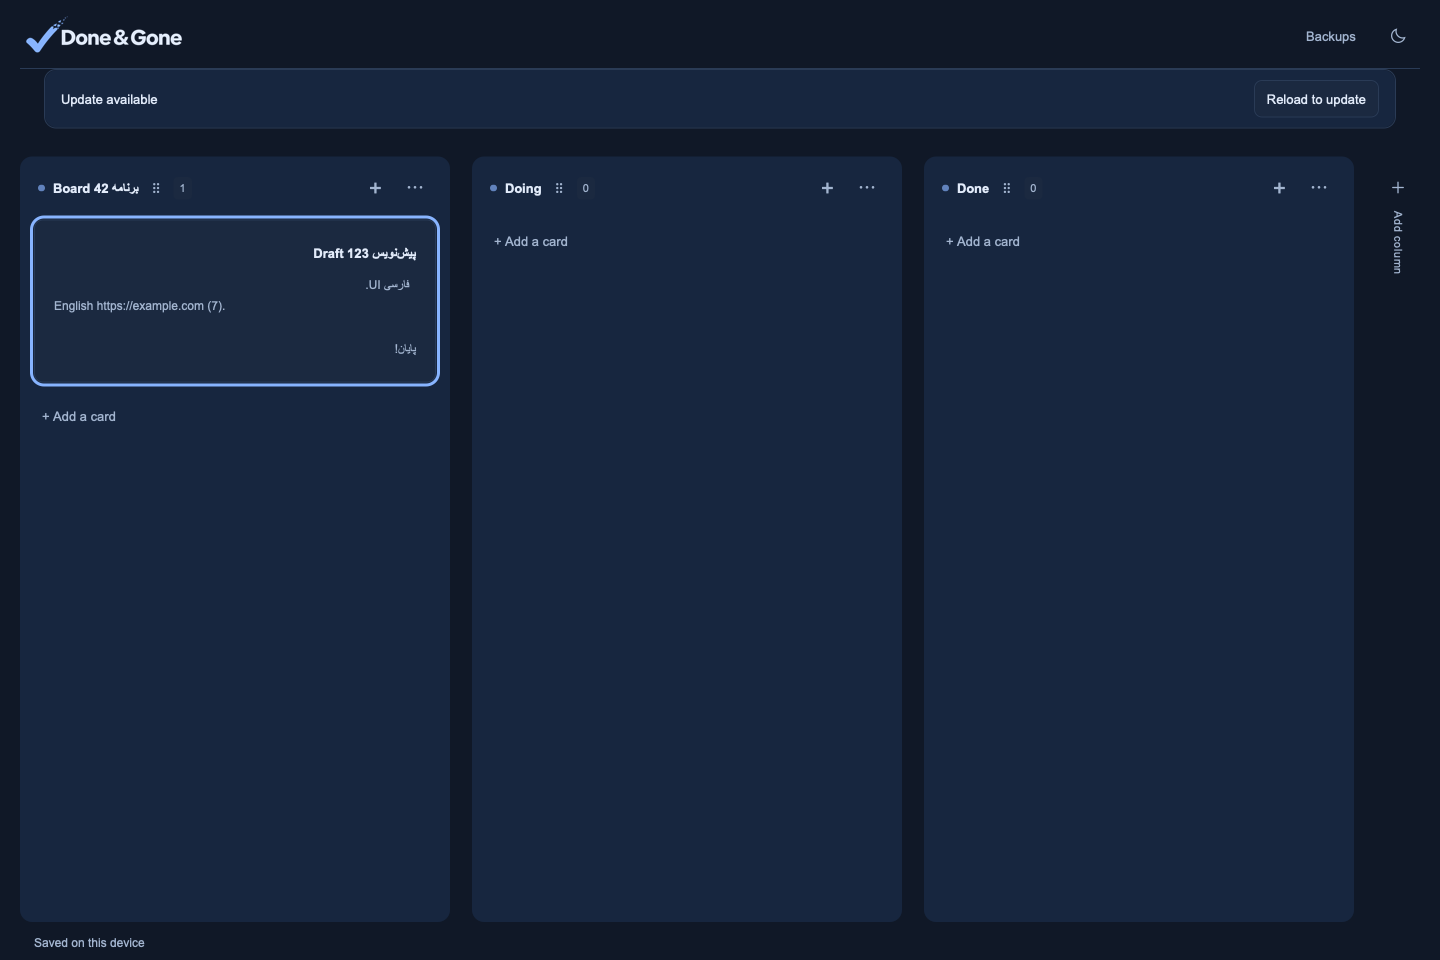 Done & Gone
Backups
Update available
Reload to update
Board 42 برنامه
1
پیش‌نویس Draft 123
فارسی UI.
English https://example.com (7).
پایان!
+ Add a card
Doing
0
+ Add a card
Done
0
+ Add a card
Add column
Saved on this device